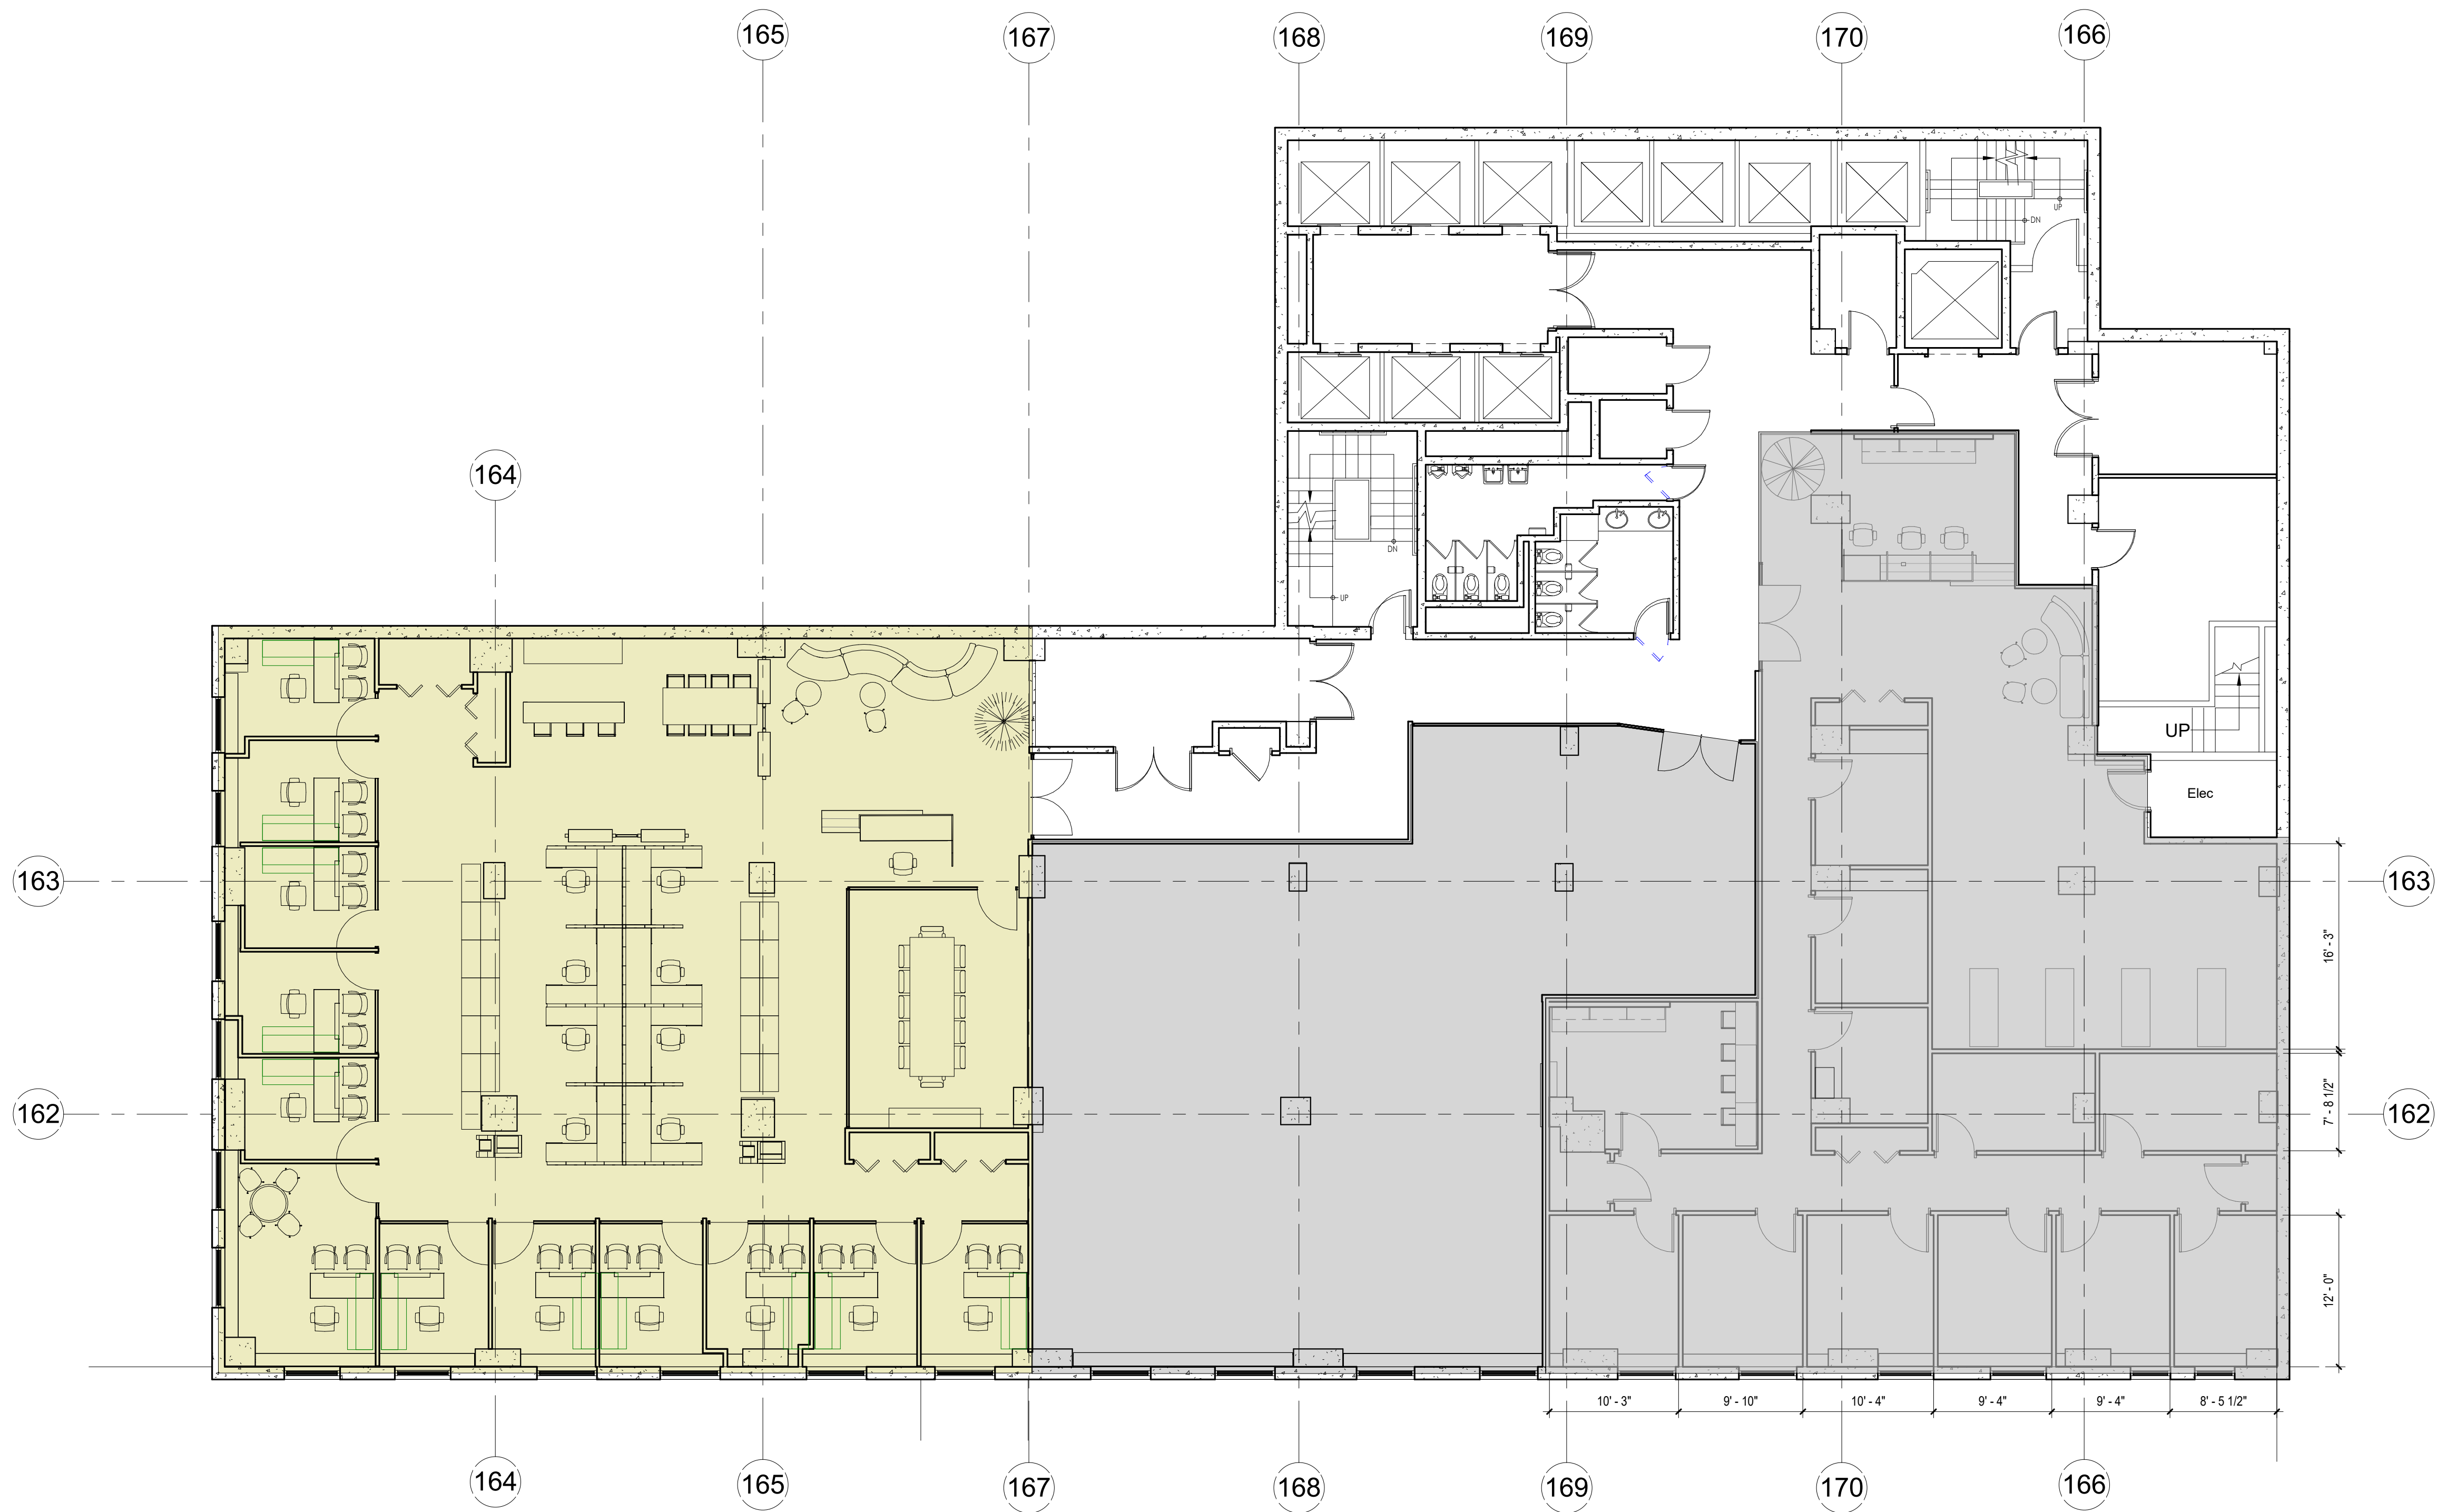 165 167 168 169 170 166
UP
DN
164
DN
UP
UP
Elec
163 163
16' - 3"
162 162
7' - 8 1/2"
12' - 0"
10' - 3" 9' - 10" 10' - 4" 9' - 4" 9' - 4" 8' - 5 1/2"
164 165 167 168 169 170 166